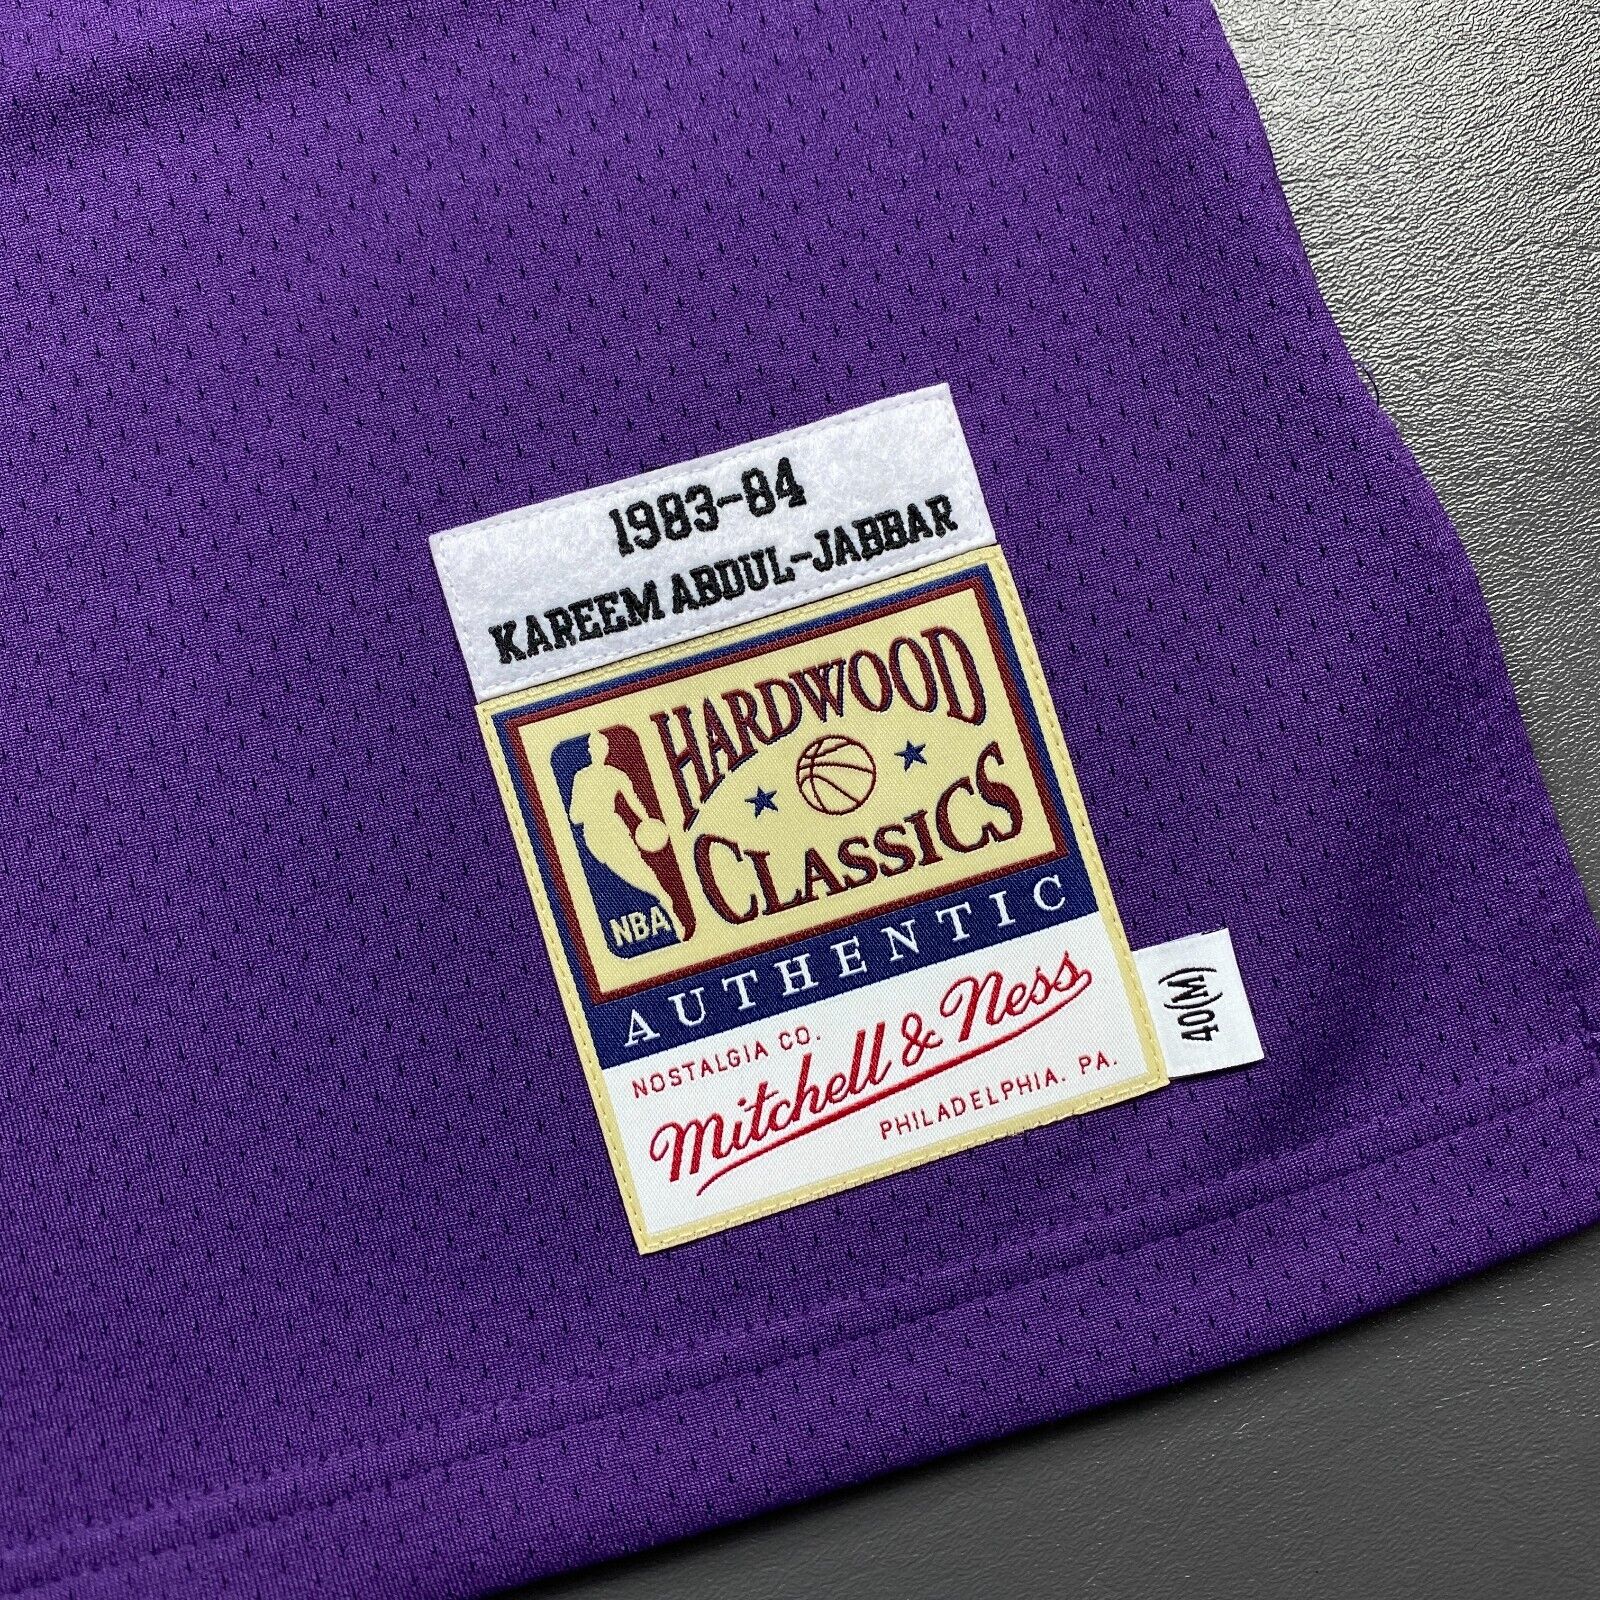 1983-84
KAREEM ABDUL-JABBAR
HARDWOOD
CLASSICS
NBA
AUTHENTIC
NOSTALGIA CO.
Mitchell & Ness
PHILADELPHIA. PA.
40(M)